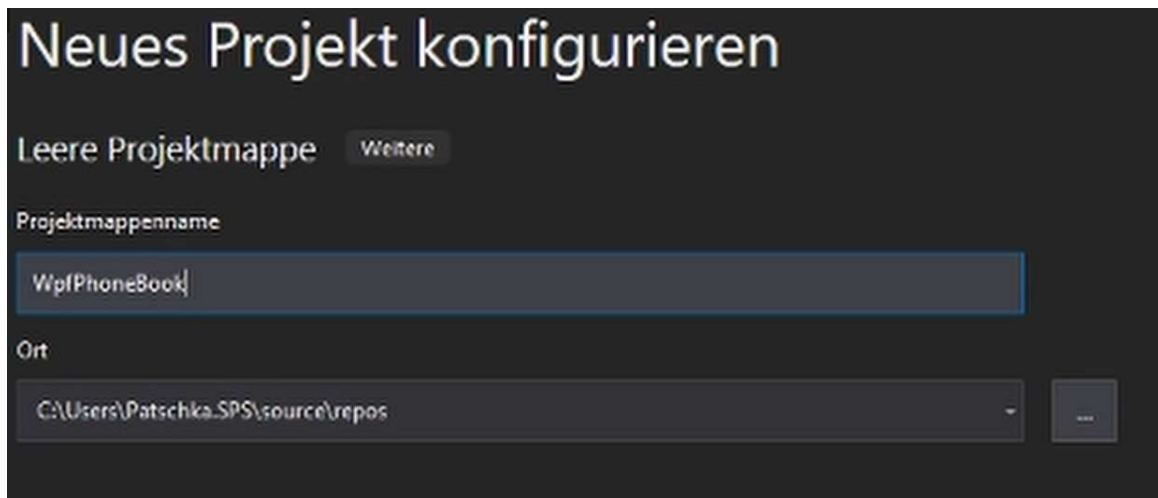 Neues Projekt konfigurieren
Leere Projektmappe Weitere
Projektmappenname
WpfPhoneBook
Ort
C:\Users\Patschka.SPS\source\repos
...